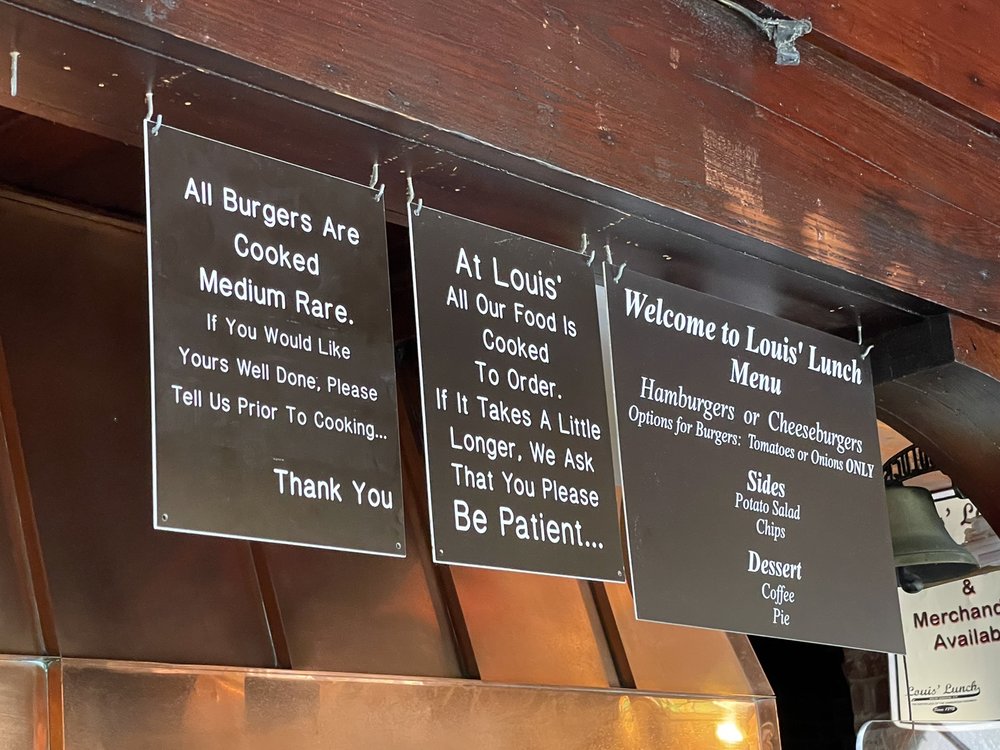 All Burgers Are
Cooked
Medium Rare.
If You Would Like
Yours Well Done, Please
Tell Us Prior To Cooking...
Thank You
At Louis'
All Our Food Is
Cooked
To Order.
If It Takes A Little
Longer, We Ask
That You Please
Be Patient...
Welcome to Louis' Lunch
Menu
Hamburgers or Cheeseburgers
Options for Burgers: Tomatoes or Onions ONLY
Sides
Potato Salad
Chips
Dessert
Coffee
Pie
&
Louis' Lunch